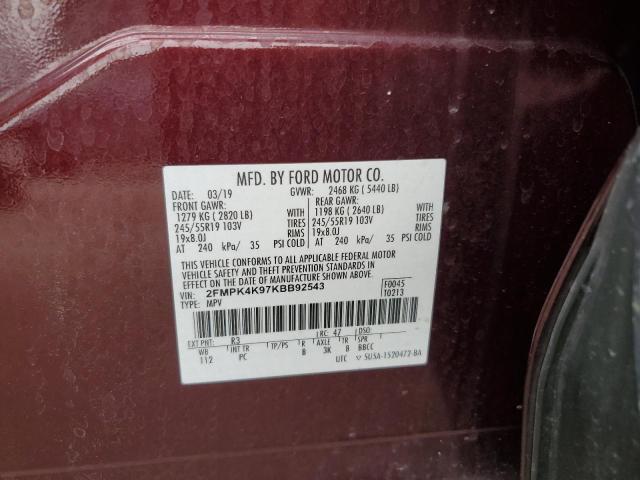 MFD. BY FORD MOTOR CO.
DATE: 03/19 GVWR: 2468 KG ( 5440 LB)
FRONT GAWR: REAR GAWR:
1279 KG ( 2820 LB) WITH 1198 KG ( 2640 LB) WITH
245/55R19 103V TIRES 245/55R19 103V TIRES
19x8.0J RIMS 19x8.0J RIMS
AT 240 kPa/ 35 PSI COLD AT 240 kPa/ 35 PSI COLD
THIS VEHICLE CONFORMS TO ALL APPLICABLE FEDERAL MOTOR
VEHICLE SAFETY AND THEFT PREVENTION STANDARDS IN
EFFECT ON THE DATE OF MANUFACTURE SHOWN ABOVE.
VIN: 2FMPK4K97KBB92543 F0045
TYPE: MPV T0213
EXT PNT: R3 RC: 47 DSO:
WB INT TR TP/PS R AXLE TR SPR
112 PC 8 3K 8 BBCC
UTC 5U5A-1520472-BA